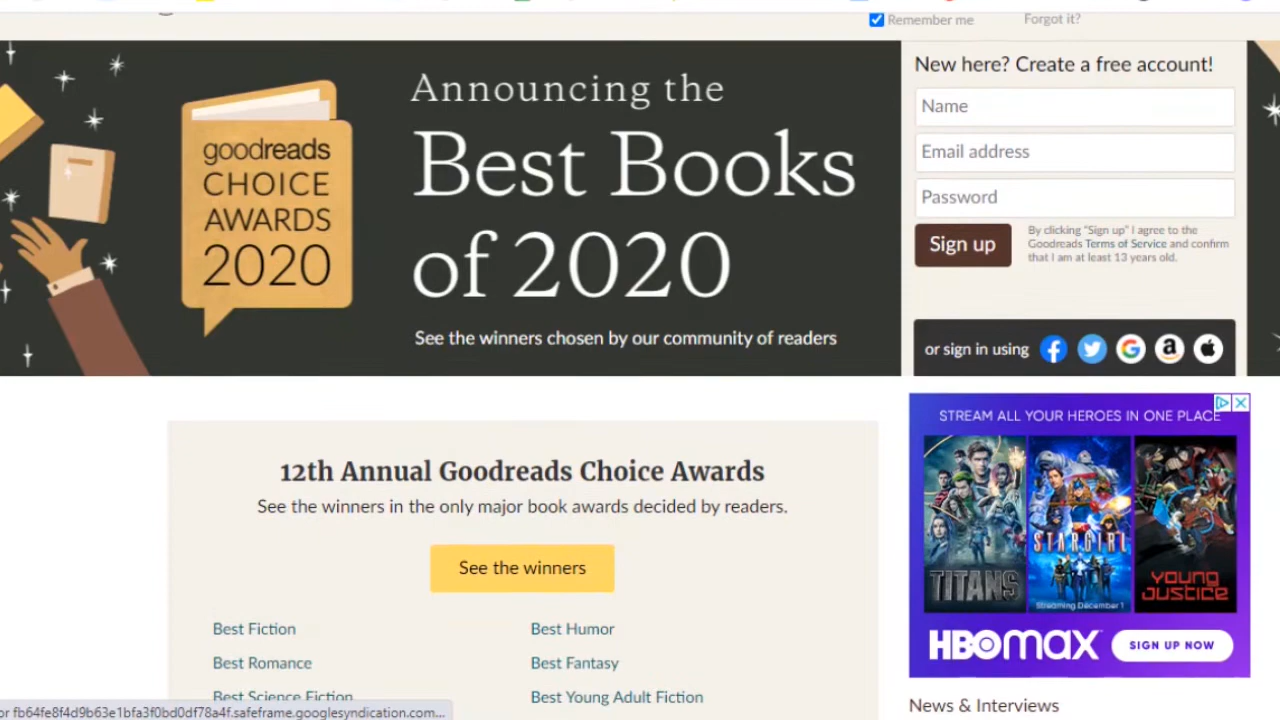 Remember me
Forgot it?
goodreads
CHOICE
AWARDS
2020
Announcing the
Best Books
of 2020
See the winners chosen by our community of readers
New here? Create a free account!
Name
Email address
Password
Sign up
By clicking "Sign up" I agree to the
Goodreads Terms of Service and confirm
that I am at least 13 years old.
or sign in using
12th Annual Goodreads Choice Awards
See the winners in the only major book awards decided by readers.
See the winners
Best Fiction
Best Humor
Best Romance
Best Fantasy
Best Science Fiction
Best Young Adult Fiction
STREAM ALL YOUR HEROES IN ONE PLACE
TITANS
STARGIRL
Streaming December 1
YOUNG
JUSTICE
HBOMAX
SIGN UP NOW
News & Interviews
or fb64fe8f4d9b63e1bfa3f0bd0df78a4f.safeframe.googlesyndication.com...